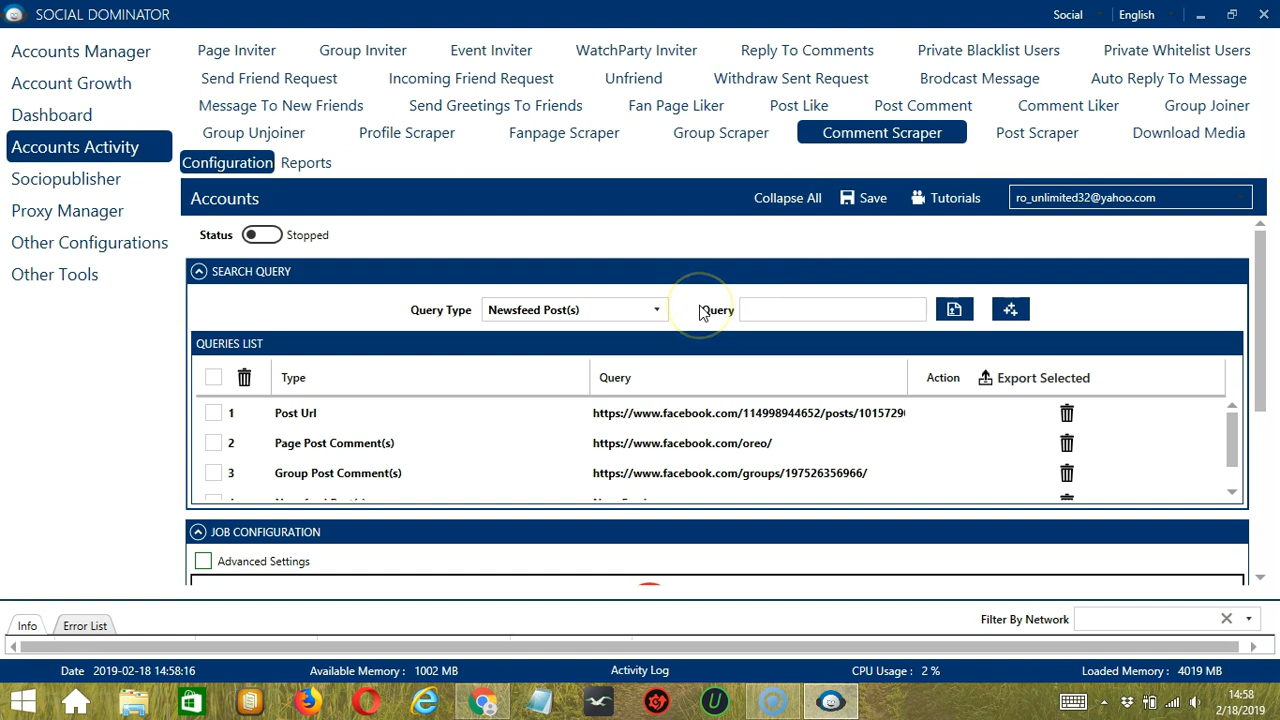 SOCIAL DOMINATOR Social English
Accounts Manager
Account Growth
Dashboard
Accounts Activity
Sociopublisher
Proxy Manager
Other Configurations
Other Tools
Page Inviter Group Inviter Event Inviter WatchParty Inviter Reply To Comments Private Blacklist Users Private Whitelist Users
Send Friend Request Incoming Friend Request Unfriend Withdraw Sent Request Brodcast Message Auto Reply To Message
Message To New Friends Send Greetings To Friends Fan Page Liker Post Like Post Comment Comment Liker Group Joiner
Group Unjoiner Profile Scraper Fanpage Scraper Group Scraper Comment Scraper Post Scraper Download Media
Configuration Reports
Accounts Collapse All Save Tutorials ro_unlimited32@yahoo.com
Status Stopped
SEARCH QUERY
Query Type Newsfeed Post(s) Query
QUERIES LIST
Type Query Action Export Selected
1 Post Url https://www.facebook.com/114998944652/posts/1015729
2 Page Post Comment(s) https://www.facebook.com/oreo/
3 Group Post Comment(s) https://www.facebook.com/groups/197526356966/
JOB CONFIGURATION
Advanced Settings
Info Error List Filter By Network
Date 2019-02-18 14:58:16 Available Memory : 1002 MB Activity Log CPU Usage : 2 % Loaded Memory : 4019 MB
14:58
2/18/2019